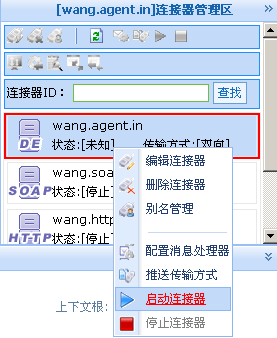 [wang.agent.in]连接器管理区
连接器ID：
查找
wang.agent.in
状态:[未知] 传输方式:[双向]
DE
wang.soa
状态:[停止]
SOAP
wang.http
状态:[停止]
HTTP
编辑连接器
删除连接器
别名管理
配置消息处理器
推送传输方式
启动连接器
停止连接器
上下文根: